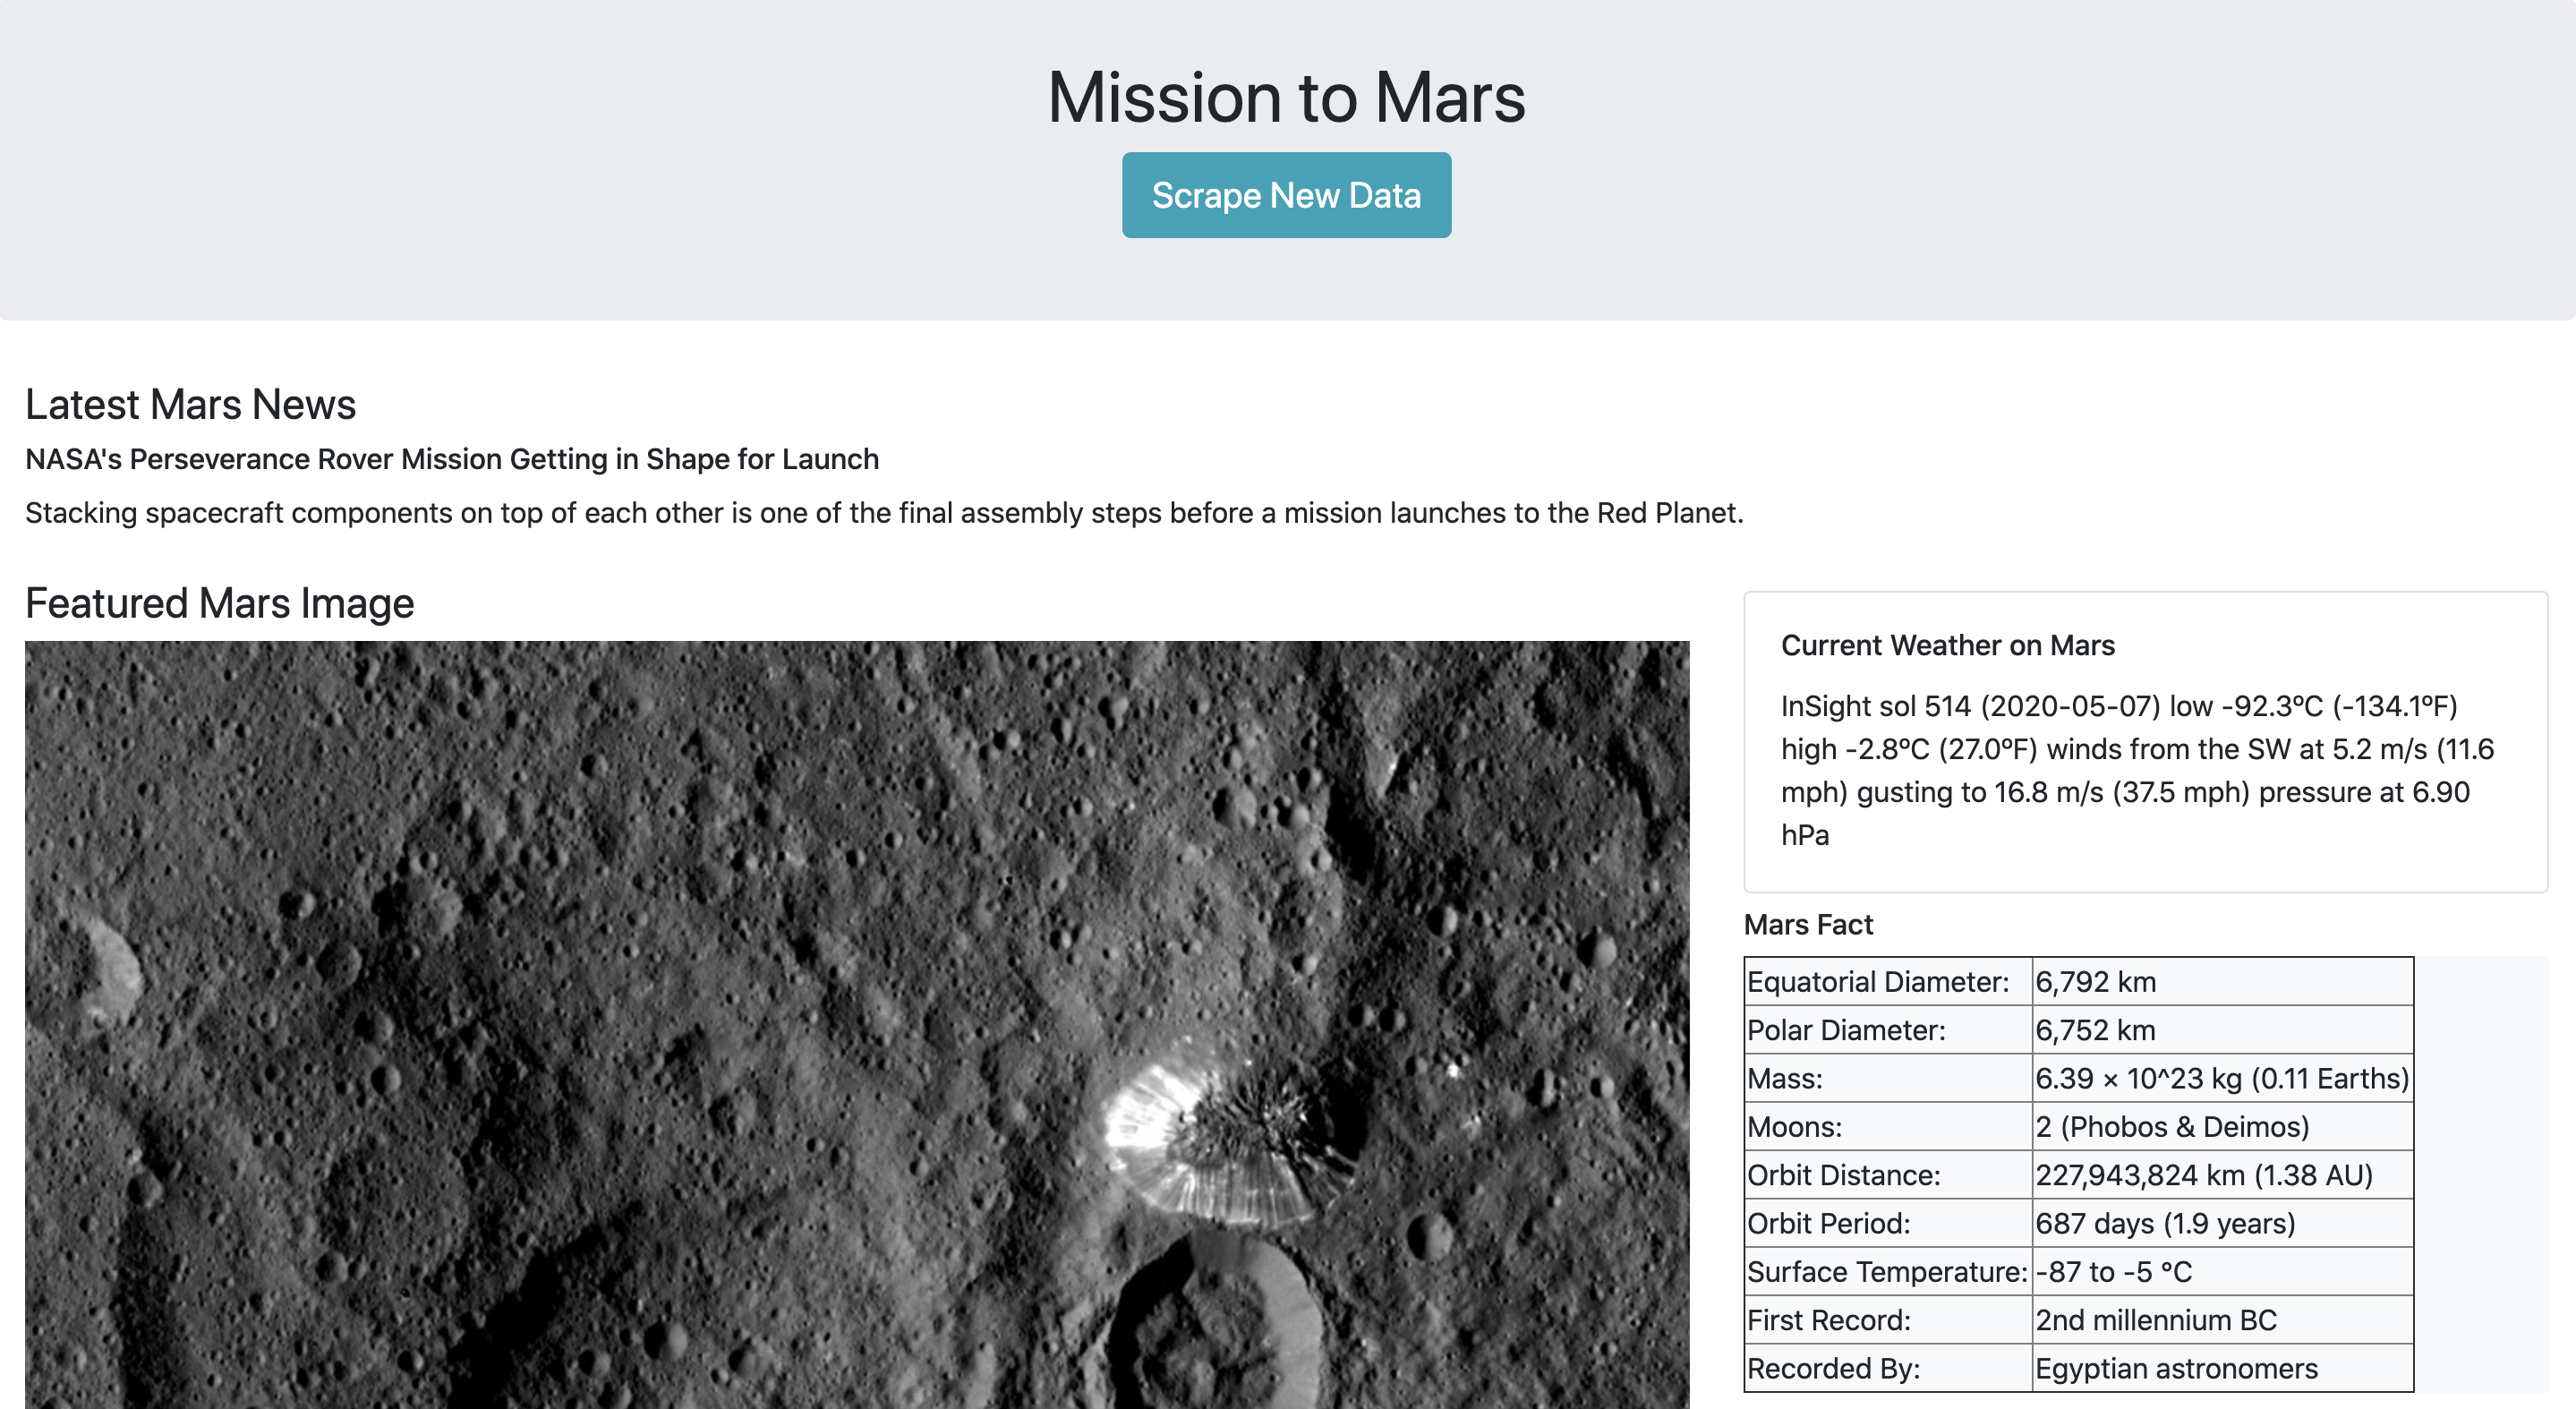 Mission to Mars
Scrape New Data
Latest Mars News
NASA's Perseverance Rover Mission Getting in Shape for Launch
Stacking spacecraft components on top of each other is one of the final assembly steps before a mission launches to the Red Planet.
Featured Mars Image
Current Weather on Mars
InSight sol 514 (2020-05-07) low -92.3ºC (-134.1ºF)
high -2.8ºC (27.0ºF) winds from the SW at 5.2 m/s (11.6
mph) gusting to 16.8 m/s (37.5 mph) pressure at 6.90
hPa
Mars Fact
Equatorial Diameter: 6,792 km
Polar Diameter: 6,752 km
Mass: 6.39 × 10^23 kg (0.11 Earths)
Moons: 2 (Phobos & Deimos)
Orbit Distance: 227,943,824 km (1.38 AU)
Orbit Period: 687 days (1.9 years)
Surface Temperature: -87 to -5 °C
First Record: 2nd millennium BC
Recorded By: Egyptian astronomers